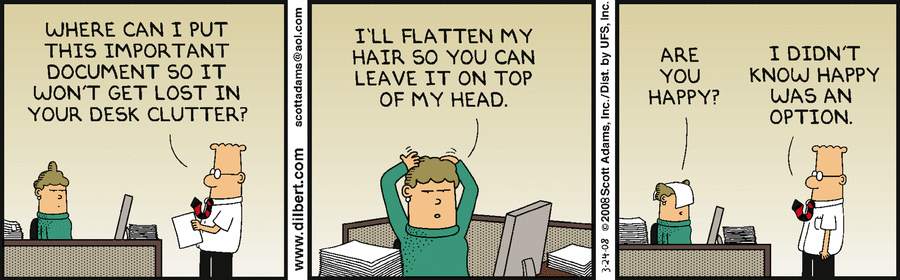 WHERE CAN I PUT
THIS IMPORTANT
DOCUMENT SO IT
WON'T GET LOST IN
YOUR DESK CLUTTER?
www.dilbert.com
scottadams@aol.com
I'LL FLATTEN MY
HAIR SO YOU CAN
LEAVE IT ON TOP
OF MY HEAD.
3-24-08 ©2008 Scott Adams, Inc./Dist. by UFS, Inc.
ARE
YOU
HAPPY?
I DIDN'T
KNOW HAPPY
WAS AN
OPTION.